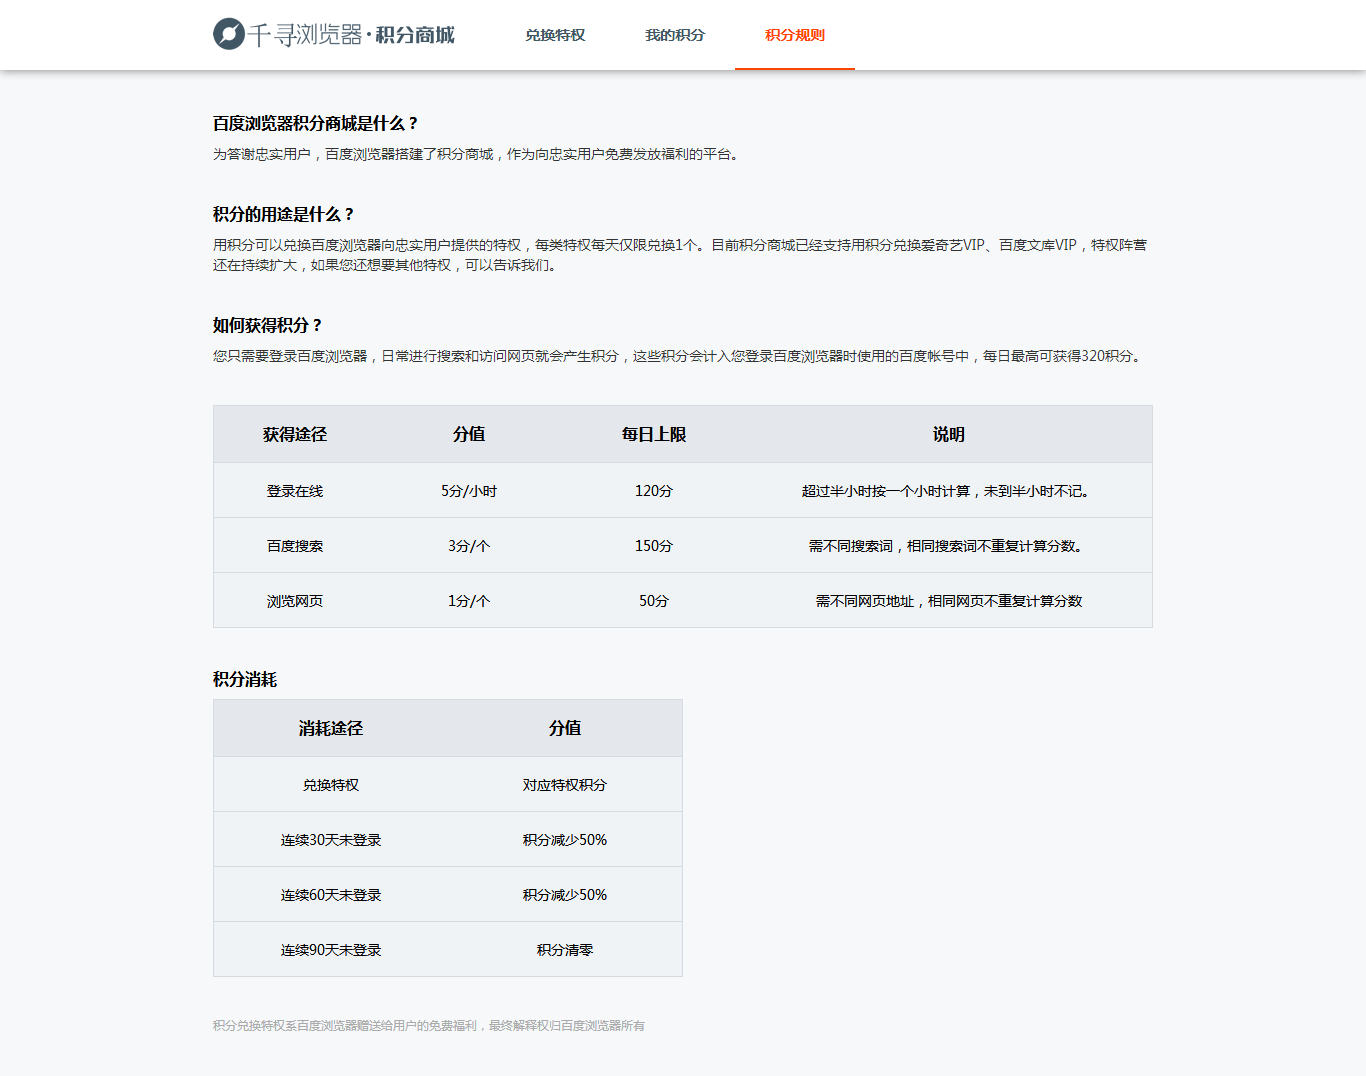 千寻浏览器·积分商城 兑换特权 我的积分 积分规则
百度浏览器积分商城是什么？
为答谢忠实用户，百度浏览器搭建了积分商城，作为向忠实用户免费发放福利的平台。
积分的用途是什么？
用积分可以兑换百度浏览器向忠实用户提供的特权，每类特权每天仅限兑换1个。目前积分商城已经支持用积分兑换爱奇艺VIP、百度文库VIP，特权阵营
还在持续扩大，如果您还想要其他特权，可以告诉我们。
如何获得积分？
您只需要登录百度浏览器，日常进行搜索和访问网页就会产生积分，这些积分会计入您登录百度浏览器时使用的百度帐号中，每日最高可获得320积分。
获得途径 分值 每日上限 说明
登录在线 5分/小时 120分 超过半小时按一个小时计算，未到半小时不记。
百度搜索 3分/个 150分 需不同搜索词，相同搜索词不重复计算分数。
浏览网页 1分/个 50分 需不同网页地址，相同网页不重复计算分数
积分消耗
消耗途径 分值
兑换特权 对应特权积分
连续30天未登录 积分减少50%
连续60天未登录 积分减少50%
连续90天未登录 积分清零
积分兑换特权系百度浏览器赠送给用户的免费福利，最终解释权归百度浏览器所有